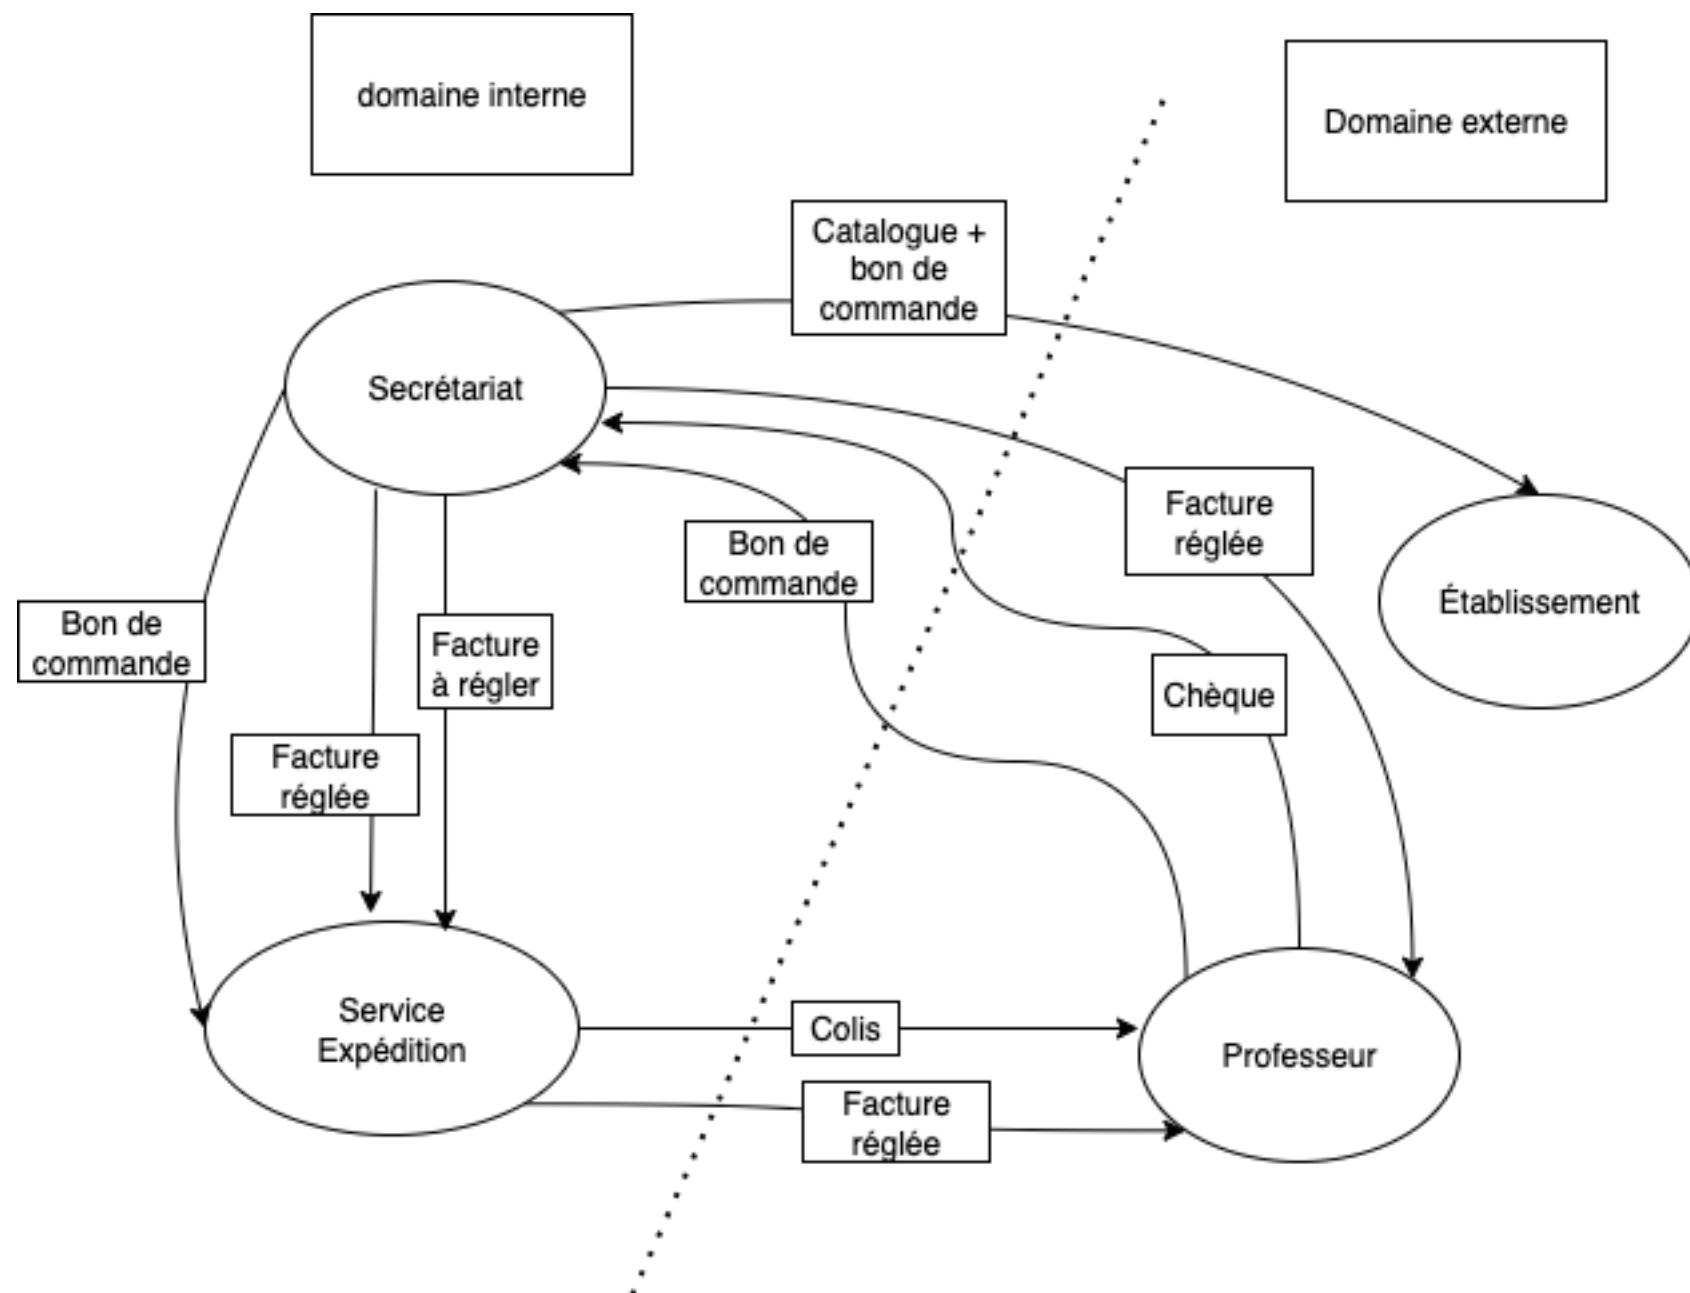 domaine interne
Domaine externe
Catalogue +
bon de
commande
Secrétariat
Facture
réglée
Bon de
commande
Établissement
Bon de
commande
Facture
à régler
Chèque
Facture
réglée
Service
Expédition
Colis
Professeur
Facture
réglée